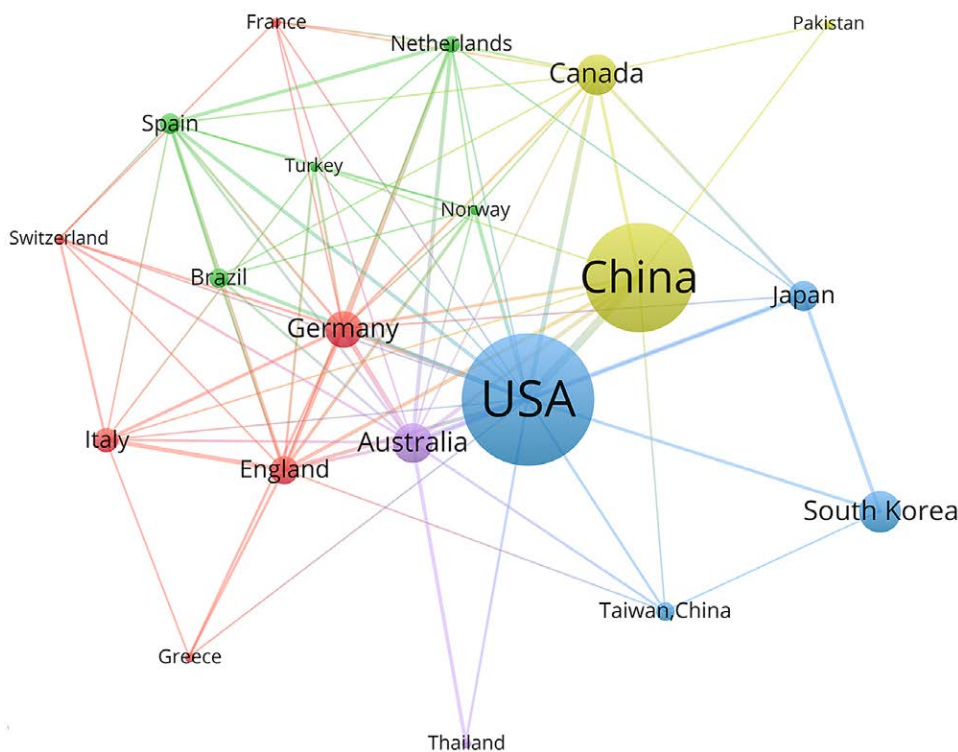 France
Pakistan
Netherlands
Canada
Spain
Turkey
Norway
Switzerland
Brazil
China
Japan
Germany
USA
Italy
Australia
England
South Korea
Taiwan,China
Greece
Thailand